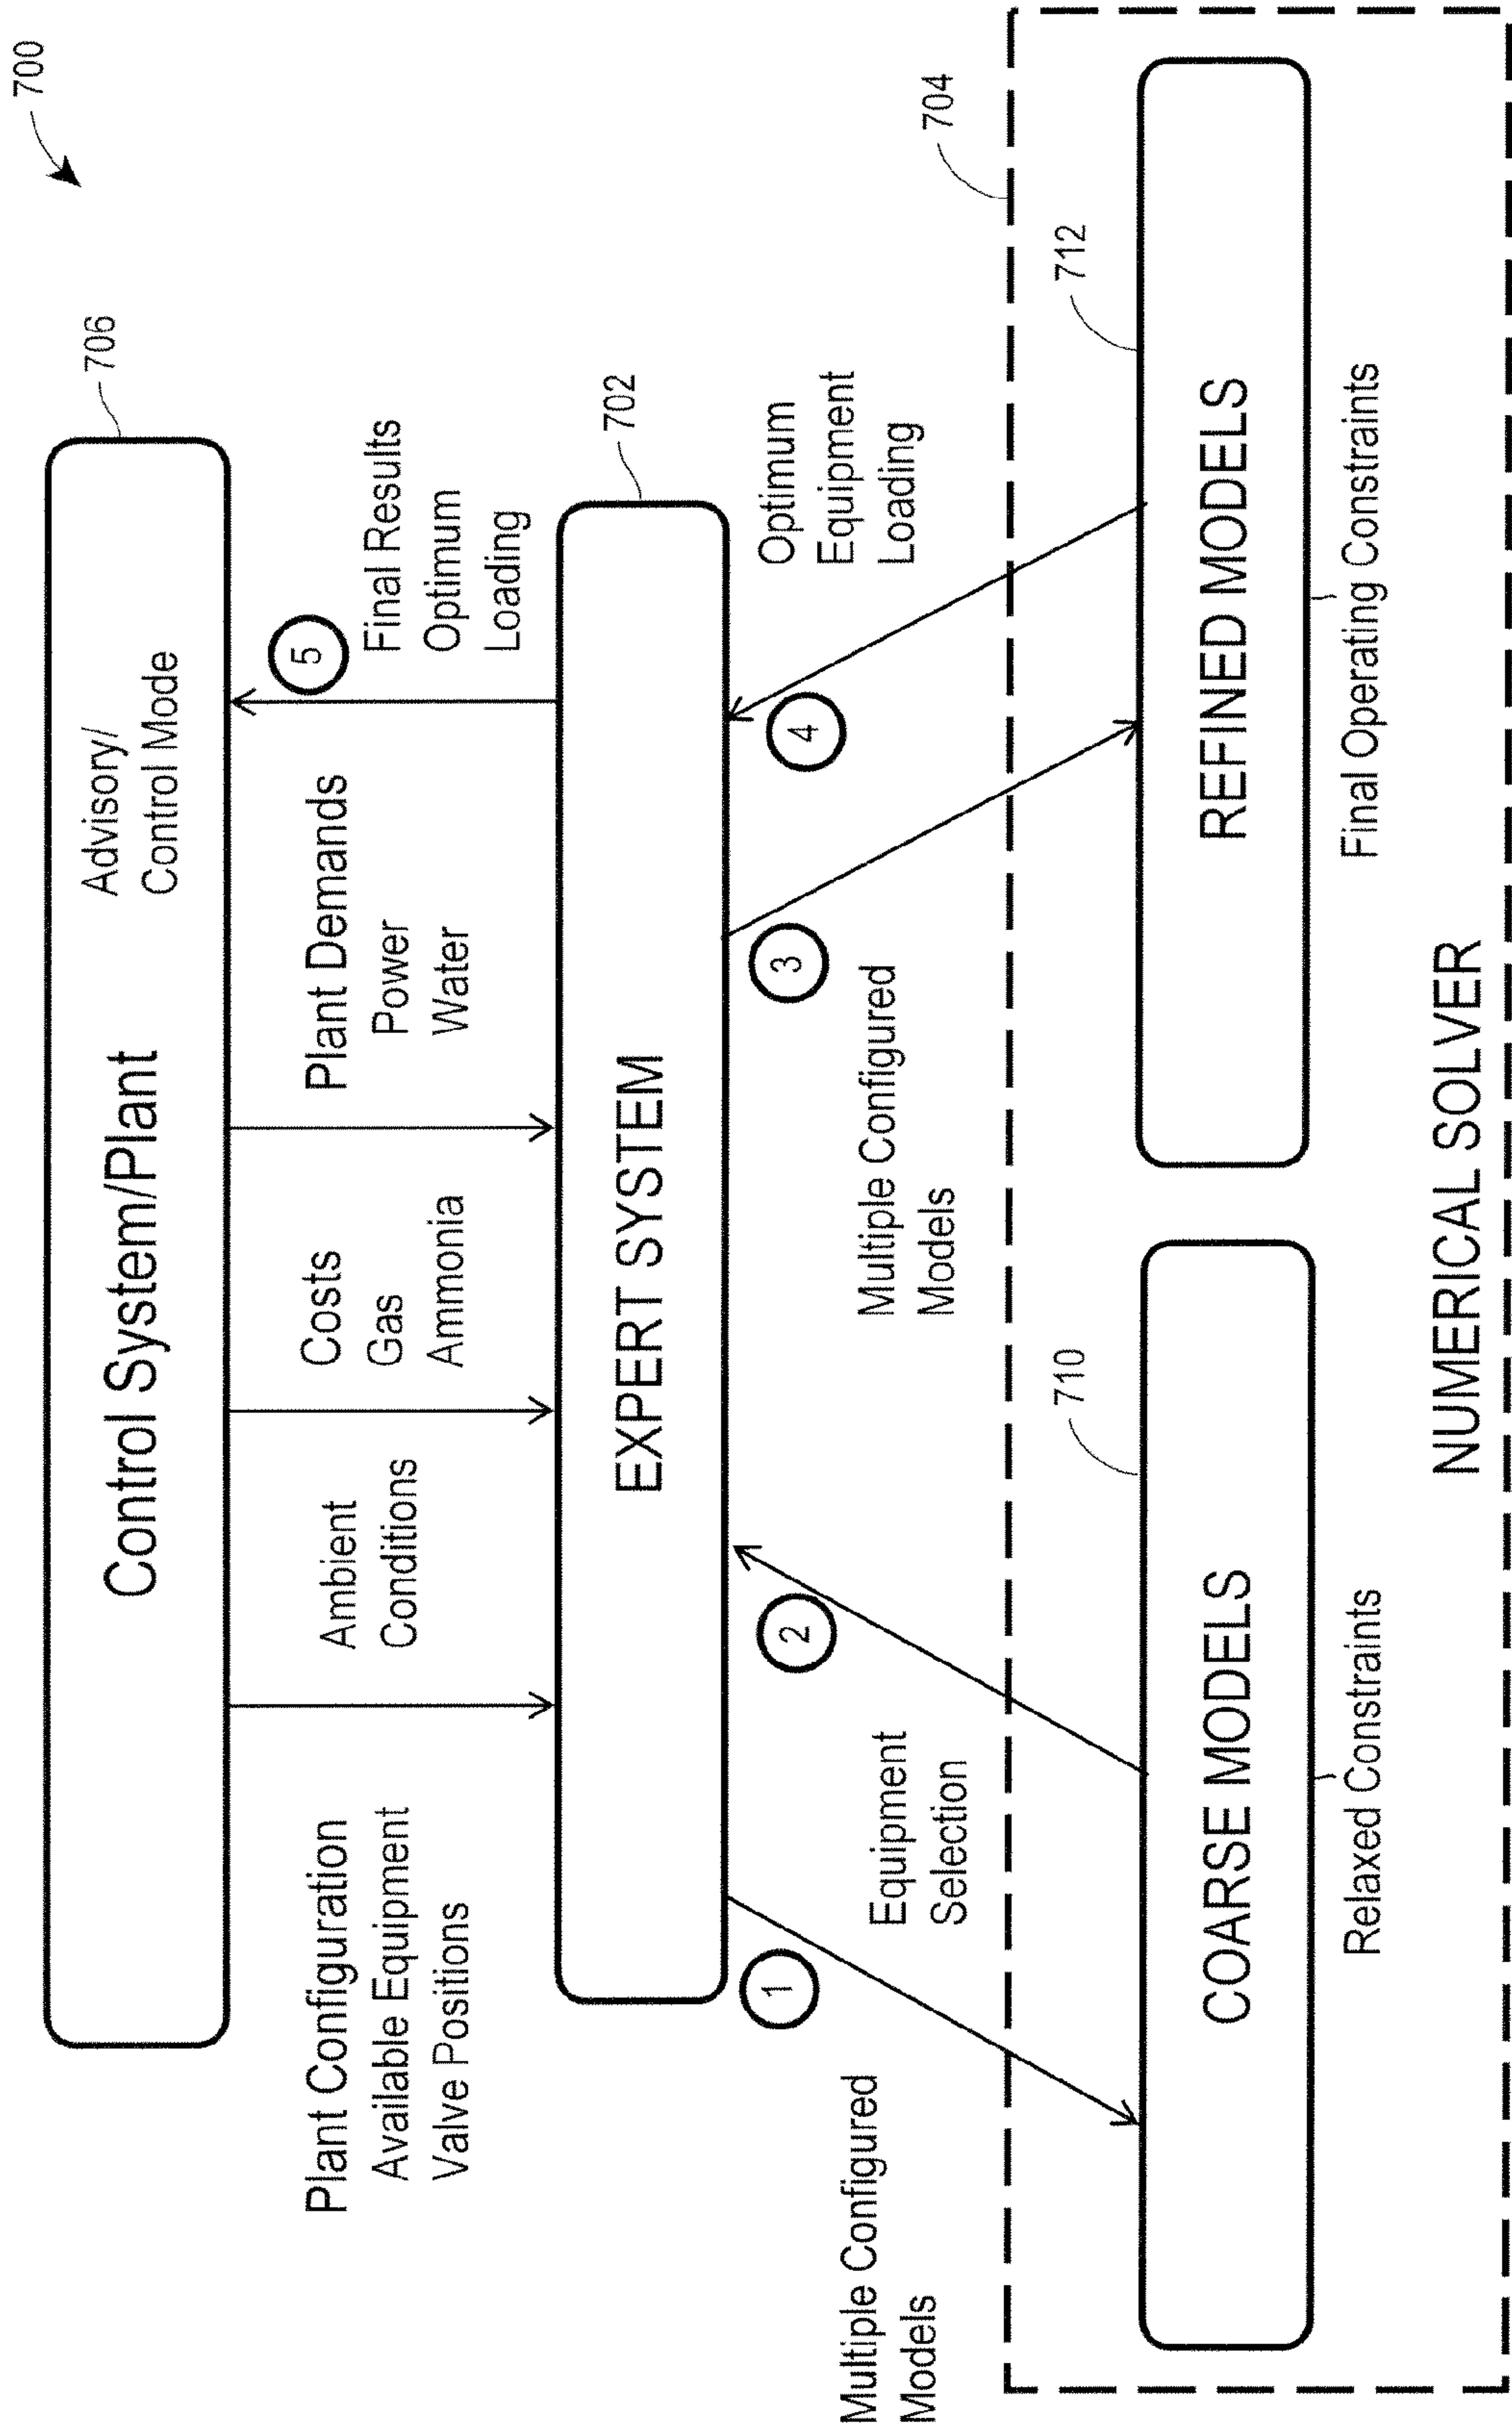 700
706
Control System/Plant
Advisory/
Control Mode
Plant Configuration
Available Equipment
Valve Positions
Ambient
Conditions
Costs
Gas
Ammonia
Plant Demands
Power
Water
5
Final Results
Optimum
Loading
702
EXPERT SYSTEM
1
Multiple Configured
Models
2
Equipment
Selection
3
Multiple Configured
Models
4
Optimum
Equipment
Loading
704
710
COARSE MODELS
Relaxed Constraints
712
REFINED MODELS
Final Operating Constraints
NUMERICAL SOLVER